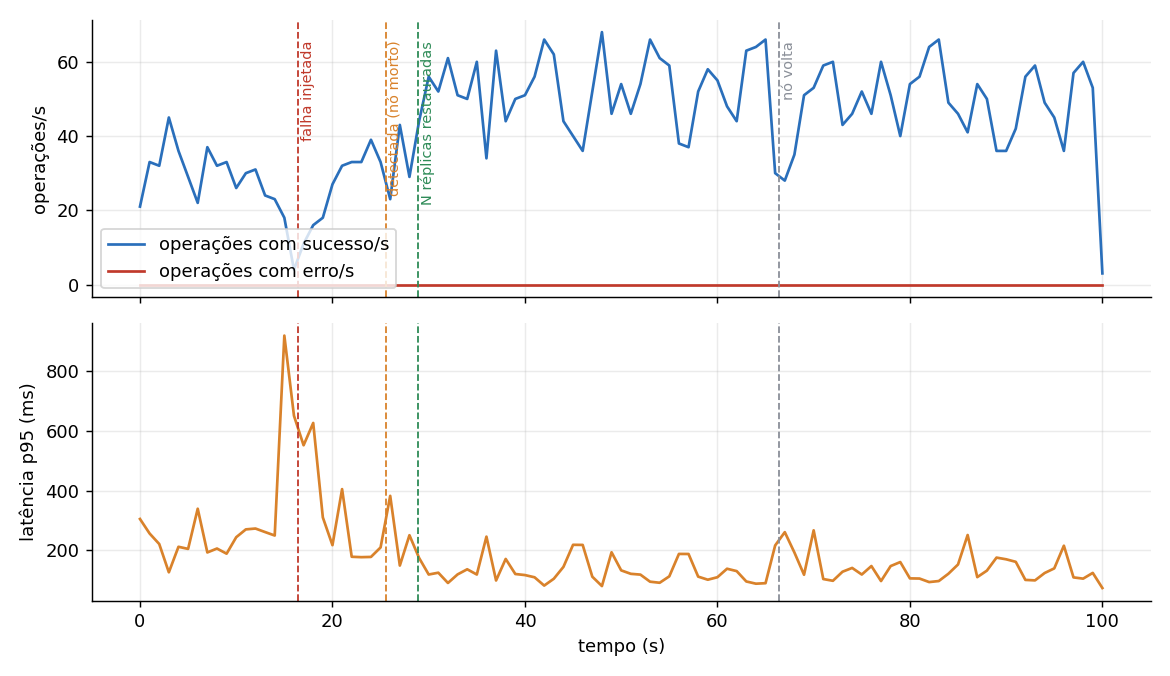 operações/s
60
40
20
0
falha injetada
detectada (nó morto)
N réplicas restauradas
nó volta
operações com sucesso/s
operações com erro/s
latência p95 (ms)
800
600
400
200
0
20
40
60
80
100
tempo (s)